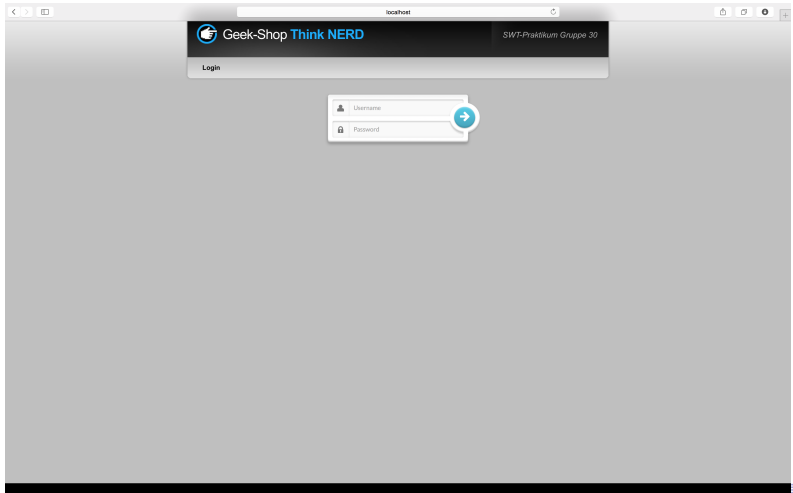 localhost
Geek-Shop Think NERD
SWT-Praktikum Gruppe 30
Login
Username
Password